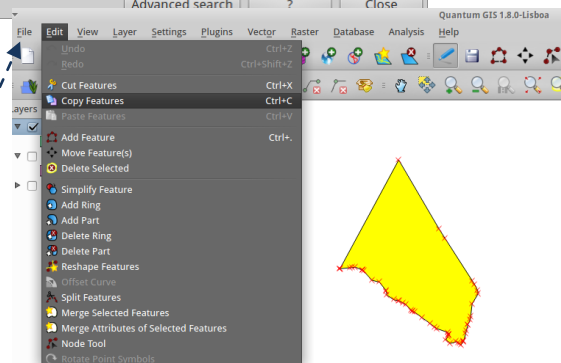 Advanced search ? Close
Quantum GIS 1.8.0-Lisboa
File Edit View Layer Settings Plugins Vector Raster Database Analysis Help
Undo Ctrl+Z
Redo Ctrl+Shift+Z
Cut Features Ctrl+X
Copy Features Ctrl+C
Paste Features Ctrl+V
ayers
Add Feature Ctrl+.
Move Feature(s)
Delete Selected
Simplify Feature
Add Ring
Add Part
Delete Ring
Delete Part
Reshape Features
Offset Curve
Split Features
Merge Selected Features
Merge Attributes of Selected Features
Node Tool
Rotate Point Symbols